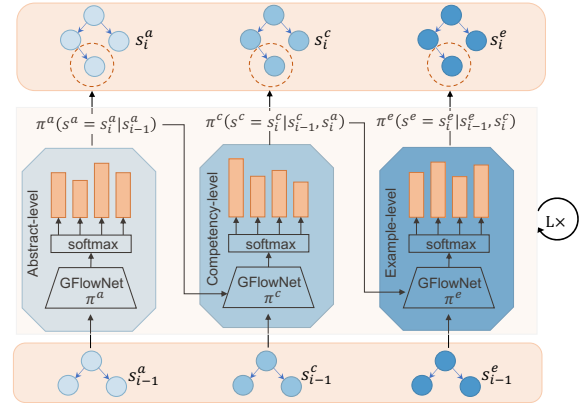 s_i^a s_i^c s_i^e
π^a(s^a = s_i^a|s_{i-1}^a) π^c(s^c = s_i^c|s_{i-1}^c, s_i^a) π^e(s^e = s_i^e|s_{i-1}^e, s_i^c)
Abstract-level
softmax
GFlowNet
π^a
Competency-level
softmax
GFlowNet
π^c
Example-level
softmax
GFlowNet
π^e
L×
s_{i-1}^a s_{i-1}^c s_{i-1}^e